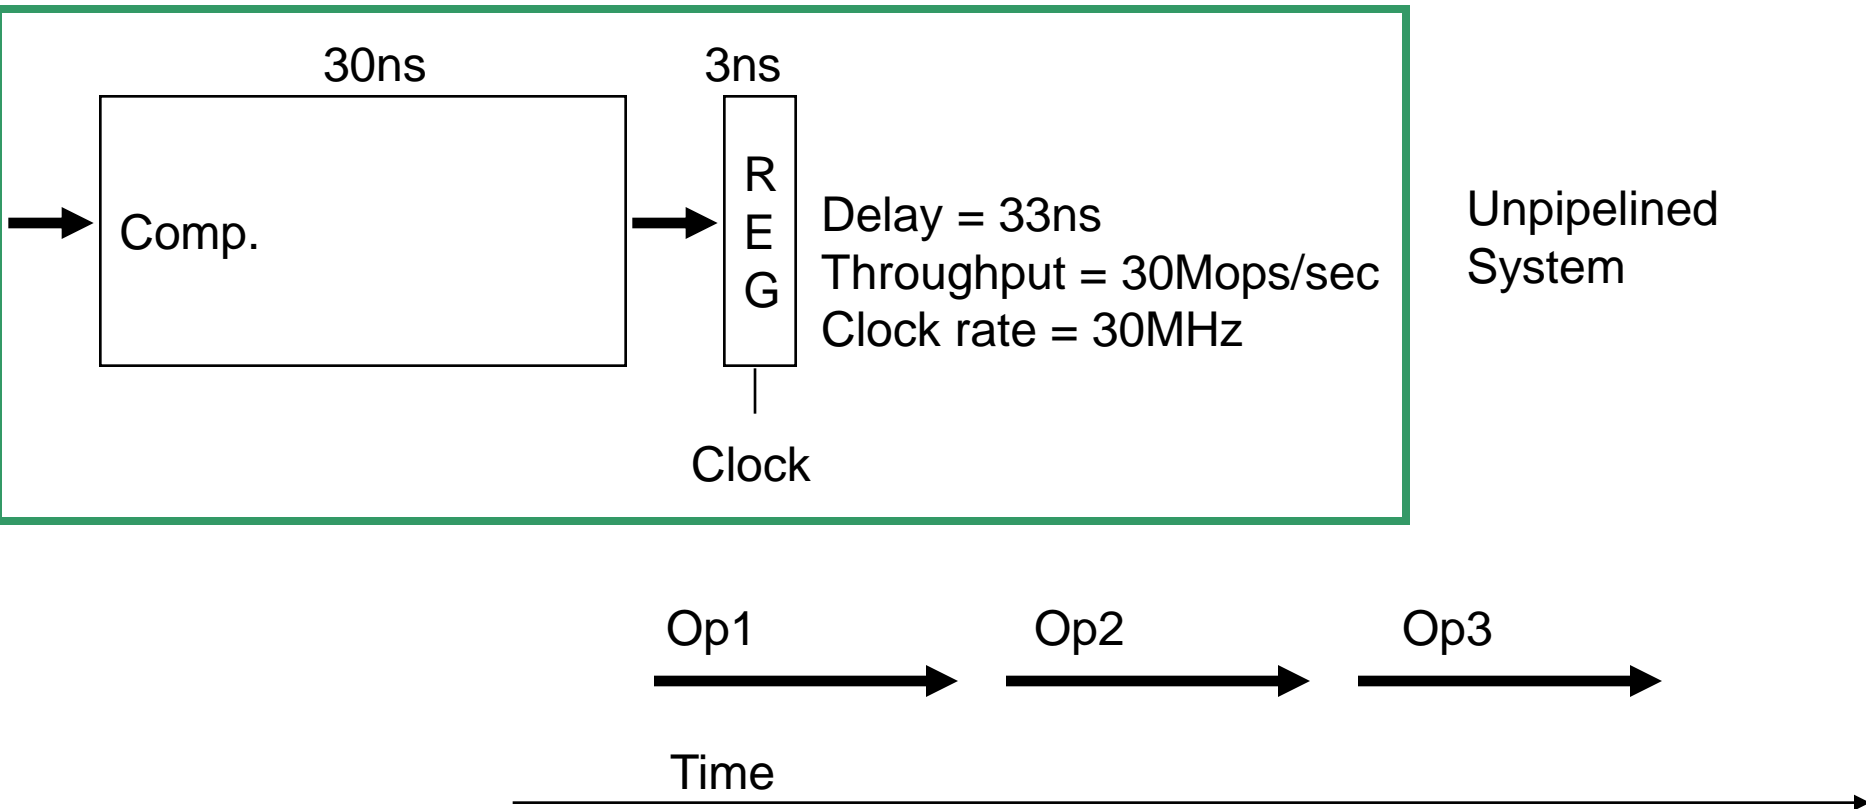 30ns
3ns
Comp.
R
E
G
Delay = 33ns
Throughput = 30Mops/sec
Clock rate = 30MHz
Clock
Unpipelined
System
Op1
Op2
Op3
Time